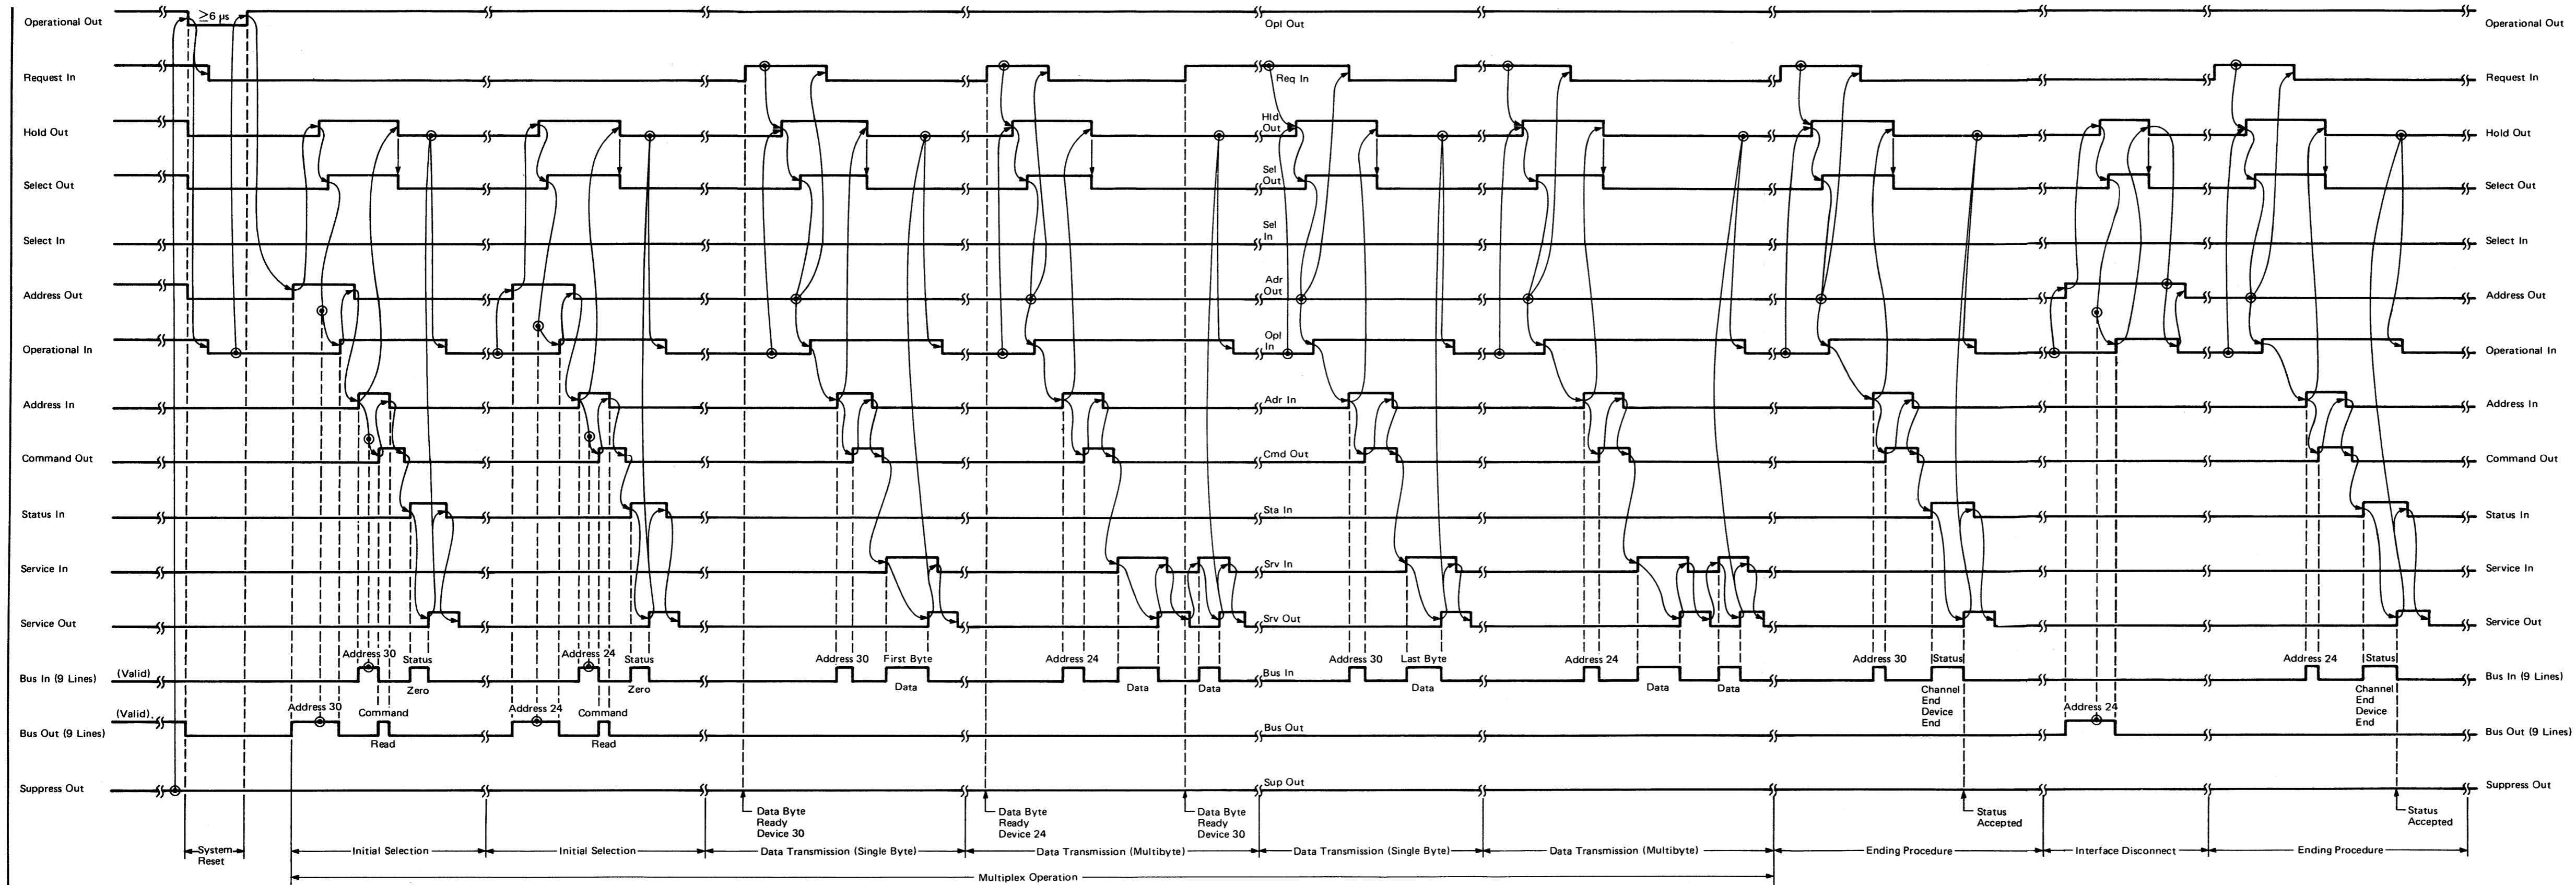 Operational Out
≥6 µs
Opl Out
Operational Out
Request In
Req In
Request In
Hold Out
Hld
Out
Hold Out
Select Out
Sel
Out
Select Out
Select In
Sel
In
Select In
Address Out
Adr
Out
Address Out
Operational In
Opl
In
Operational In
Address In
Adr In
Address In
Command Out
Cmd Out
Command Out
Status In
Sta In
Status In
Service In
Srv In
Service In
Service Out
Srv Out
Service Out
Bus In (9 Lines)
(Valid)
Address 30
Status
Zero
Address 24
Status
Zero
Address 30
First Byte
Data
Address 24
Data
Data
Bus In
Address 30
Last Byte
Data
Address 24
Data
Data
Address 30
Status
Channel
End
Device
End
Address 24
Status
Channel
End
Device
End
Bus In (9 Lines)
Bus Out (9 Lines)
(Valid)
Address 30
Command
Read
Address 24
Command
Read
Bus Out
Address 24
Bus Out (9 Lines)
Suppress Out
Sup Out
Suppress Out
Data Byte
Ready
Device 30
Data Byte
Ready
Device 24
Data Byte
Ready
Device 30
Status
Accepted
Status
Accepted
System
Reset
Initial Selection
Initial Selection
Data Transmission (Single Byte)
Data Transmission (Multibyte)
Data Transmission (Single Byte)
Data Transmission (Multibyte)
Ending Procedure
Interface Disconnect
Ending Procedure
Multiplex Operation